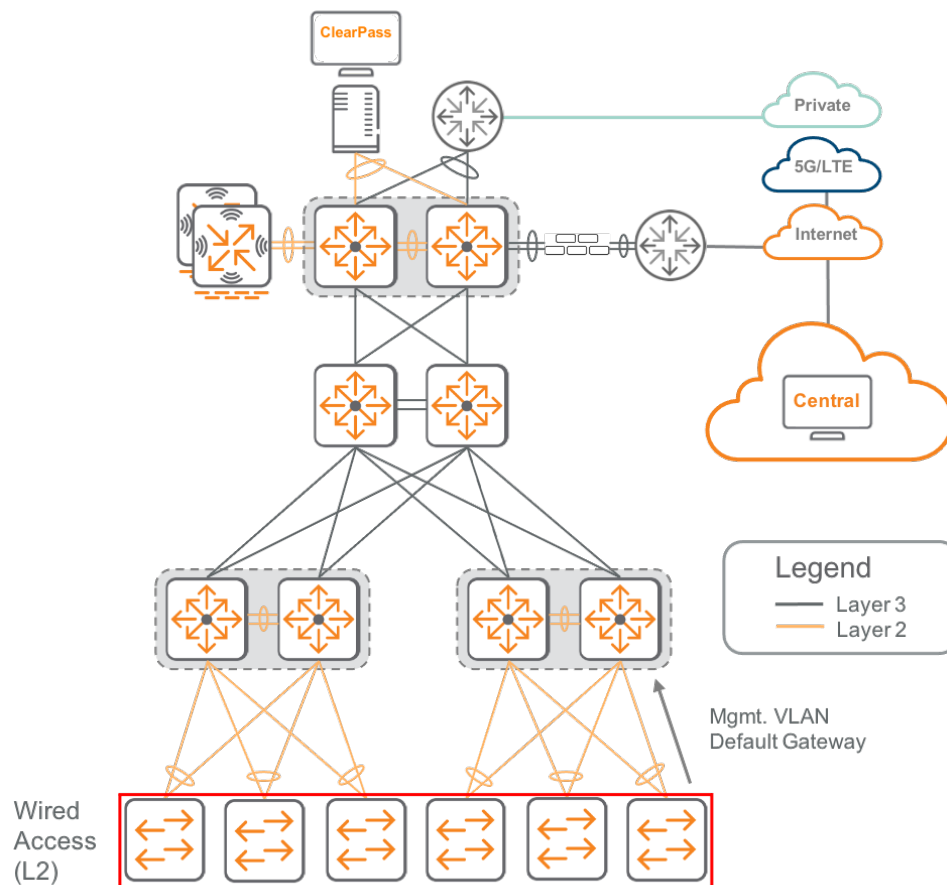 ClearPass
Private
5G/LTE
Internet
Central
Legend
Layer 3
Layer 2
Mgmt. VLAN
Default Gateway
Wired
Access
(L2)